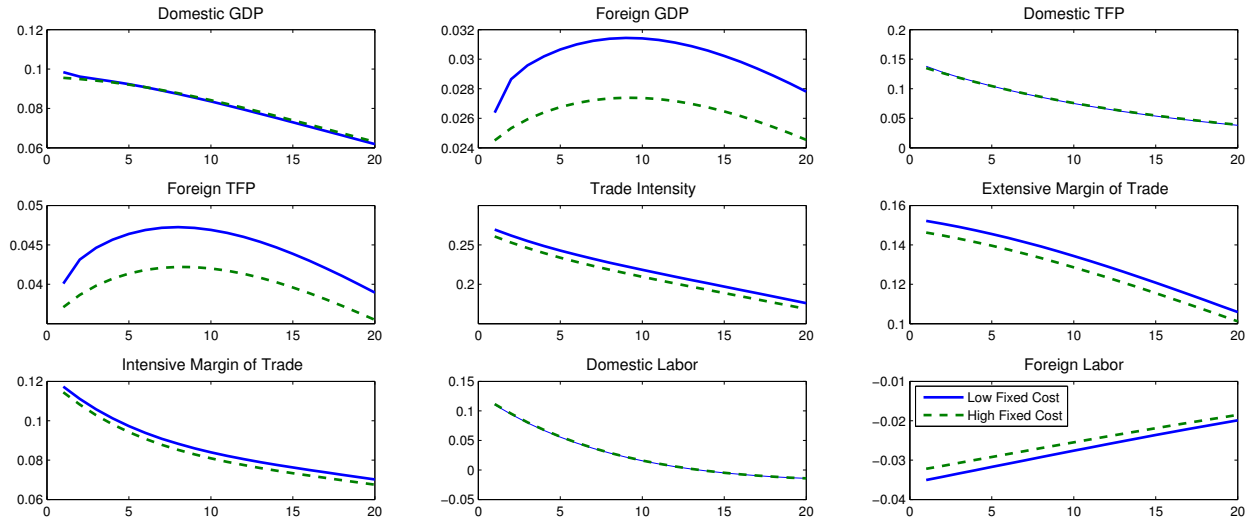 Domestic GDP
0.12
0.1
0.08
0.06
0 5 10 15 20
Foreign GDP
0.032
0.03
0.028
0.026
0.024
0 5 10 15 20
Domestic TFP
0.2
0.15
0.1
0.05
0
5 10 15 20
Foreign TFP
0.05
0.045
0.04
0 5 10 15 20
Trade Intensity
0.25
0.2
0 5 10 15 20
Extensive Margin of Trade
0.16
0.14
0.12
0.1
0 5 10 15 20
Intensive Margin of Trade
0.12
0.1
0.08
0.06
0 5 10 15 20
Domestic Labor
0.15
0.1
0.05
0
−0.05
5 10 15 20
Foreign Labor
−0.01
−0.02
−0.03
−0.04
0 5 10 15 20
Low Fixed Cost
High Fixed Cost